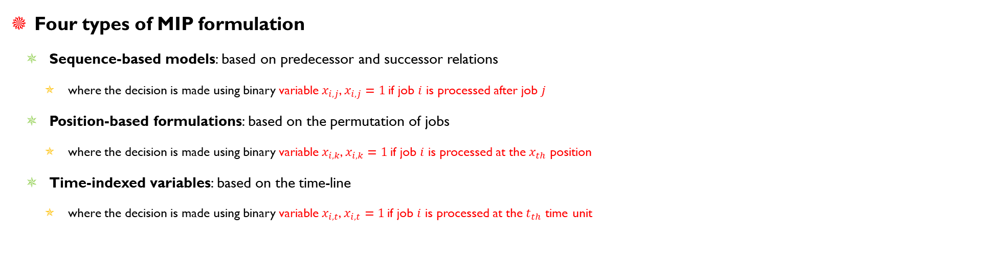 Four types of MIP formulation
Sequence-based models: based on predecessor and successor relations
where the decision is made using binary variable x_{i,j}, x_{i,j} = 1 if job i is processed after job j
Position-based formulations: based on the permutation of jobs
where the decision is made using binary variable x_{i,k}, x_{i,k} = 1 if job i is processed at the x_{th} position
Time-indexed variables: based on the time-line
where the decision is made using binary variable x_{i,t}, x_{i,t} = 1 if job i is processed at the t_{th} time unit